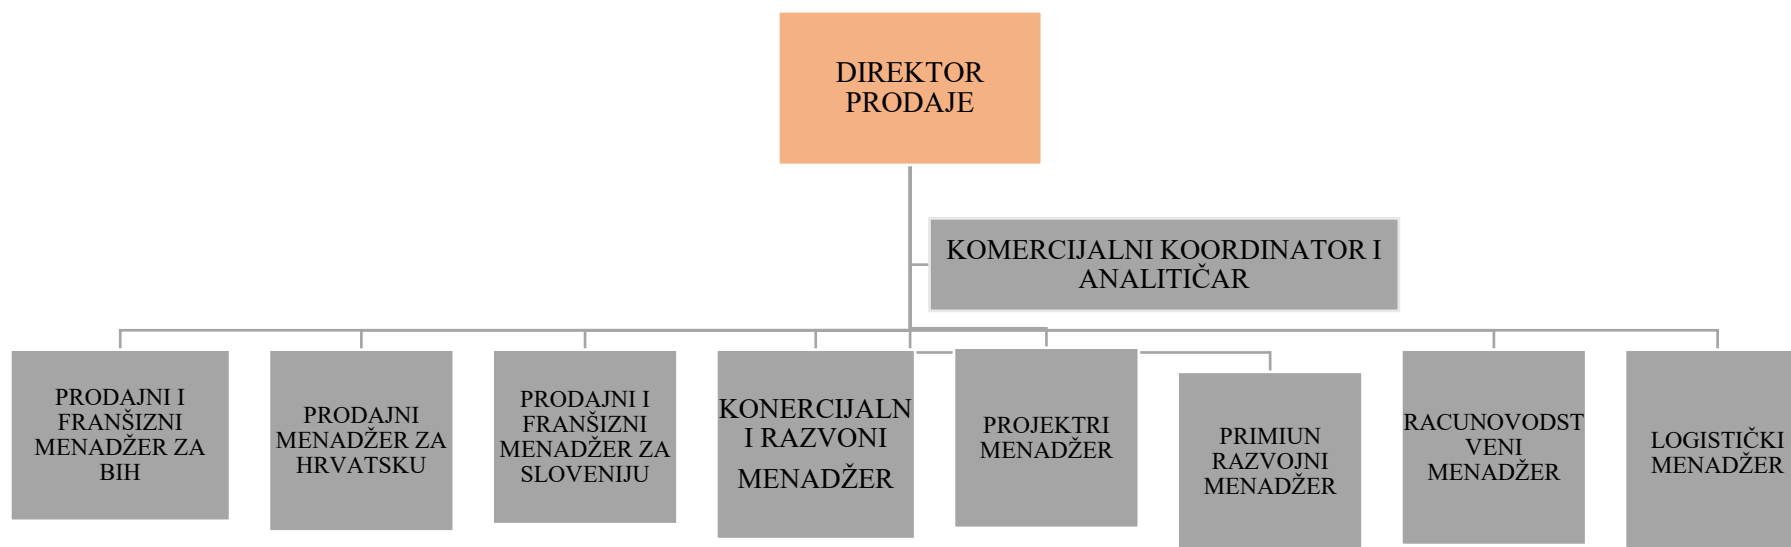 DIREKTOR
PRODAJE
KOMERCIJALNI KOORDINATOR I
ANALITIČAR
PRODAJNI I
FRANŠIZNI
MENADŽER ZA
BIH
PRODAJNI
MENADŽER ZA
HRVATSKU
PRODAJNI I
FRANŠIZNI
MENADŽER ZA
SLOVENIJU
KONERCIJALN
I RAZVONI
MENADŽER
PROJEKTRI
MENADŽER
PRIMIUN
RAZVOJNI
MENADŽER
RACUNOVODST
VENI
MENADŽER
LOGISTIČKI
MENADŽER